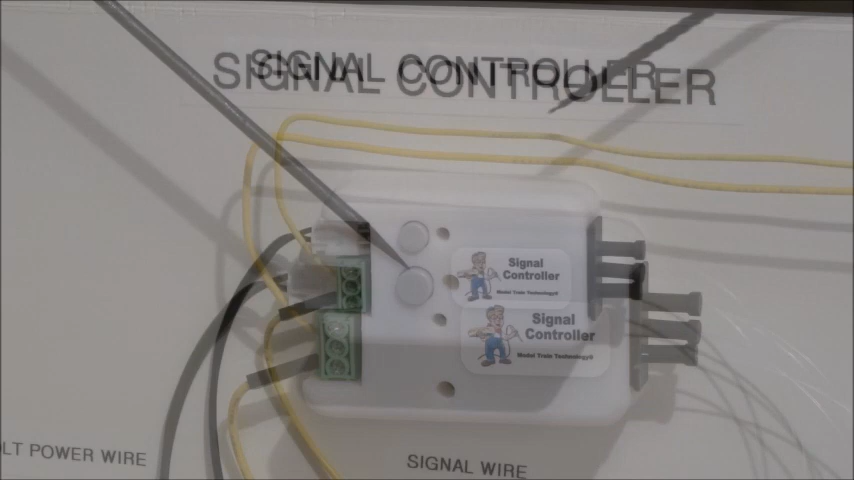 SIGNAL CONTROLLER
SIGNAL CONTROLLER
Signal
Controller
Model Train Technology®
Signal
Controller
Model Train Technology®
LT POWER WIRE
SIGNAL WIRE